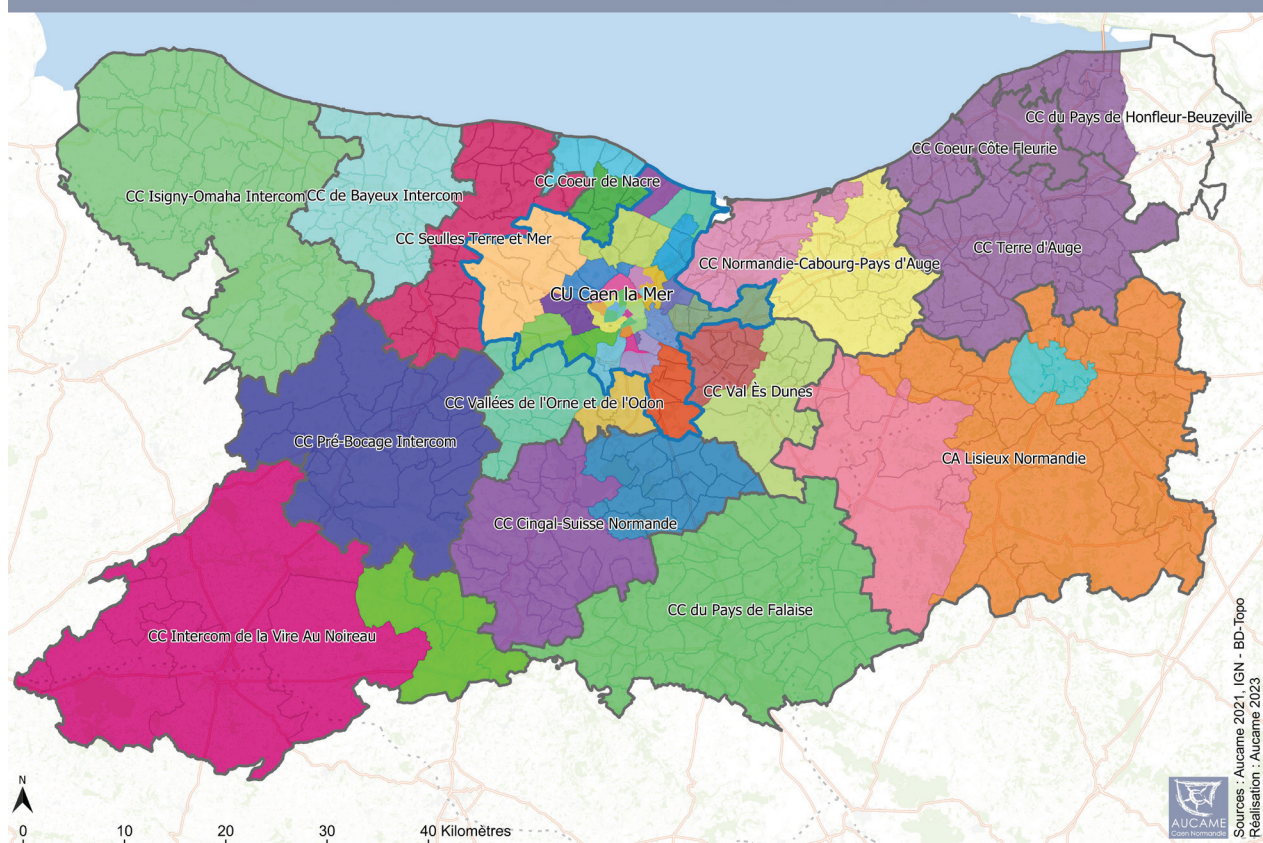 CC du Pays de Honfleur-Beuzeville
CC Coeur Côte Fleurie
CC Coeur de Nacre
CC Isigny-Omaha Intercom
CC de Bayeux Intercom
CC Seulles Terre et Mer
CC Terre d'Auge
CC Normandie-Cabourg-Pays d'Auge
CU Caen la Mer
CC Val Ès Dunes
CC Vallées de l'Orne et de l'Odon
CC Pré-Bocage Intercom
CA Lisieux Normandie
CC Cingal-Suisse Normande
CC du Pays de Falaise
CC Intercom de la Vire Au Noireau
N
0 10 20 30 40 Kilomètres
AUCAME
Caen Normandie
Sources : Aucame 2021, IGN - BD-Topo
Réalisation : Aucame 2023